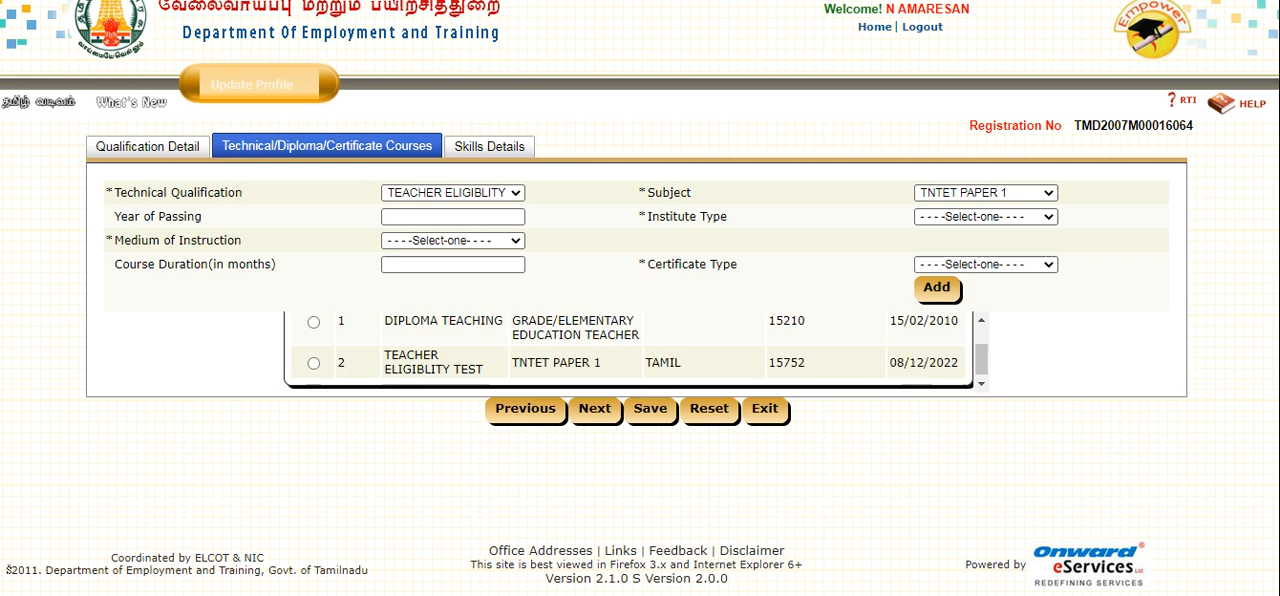 வேலைவாய்ப்பு மற்றும் பயிற்சித்துறை
Department Of Employment and Training
வாய்மையே வெல்லும்
Welcome! N AMARESAN
Home | Logout
Empower
Update Profile
தமிழ் வடிவம் What's New
? RTI HELP
Registration No TMD2007M00016064
Qualification Detail Technical/Diploma/Certificate Courses Skills Details
*Technical Qualification TEACHER ELIGIBLITY *Subject TNTET PAPER 1
Year of Passing *Institute Type ----Select-one----
*Medium of Instruction ----Select-one----
Course Duration(in months) *Certificate Type ----Select-one----
Add
1 DIPLOMA TEACHING GRADE/ELEMENTARY EDUCATION TEACHER 15210 15/02/2010
2 TEACHER ELIGIBLITY TEST TNTET PAPER 1 TAMIL 15752 08/12/2022
Previous Next Save Reset Exit
Coordinated by ELCOT & NIC
©2011. Department of Employment and Training, Govt. of Tamilnadu
Office Addresses | Links | Feedback | Disclaimer
This site is best viewed in Firefox 3.x and Internet Explorer 6+
Version 2.1.0 S Version 2.0.0
Powered by
Onward®
eServices Ltd
REDEFINING SERVICES